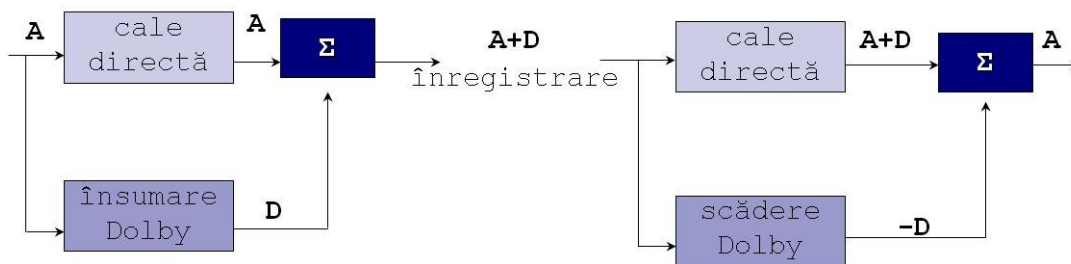 A
cale
directă
A
Σ
A+D
înregistrare
cale
directă
A+D
Σ
A
însumare
Dolby
D
scădere
Dolby
-D